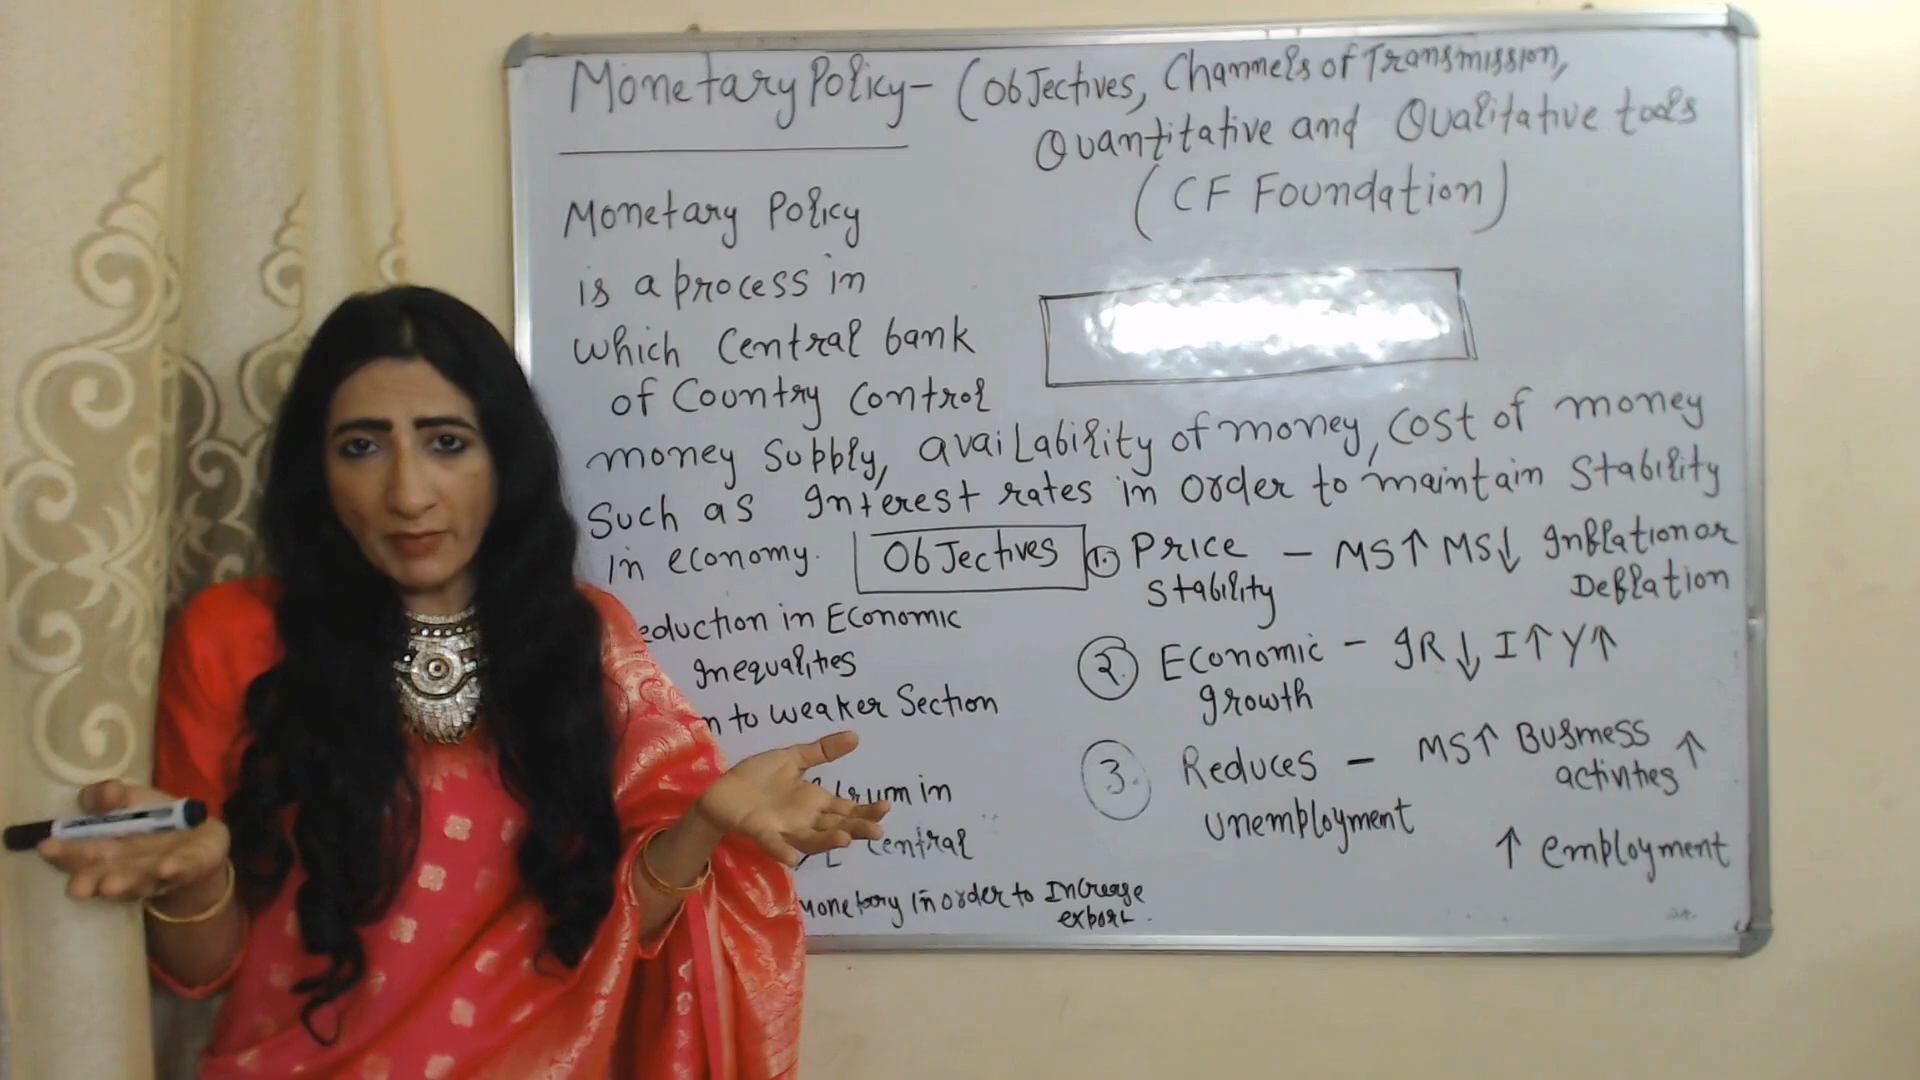 Monetary Policy - (Objectives, Channels of Transmission,
Quantitative and Qualitative tools
(CF Foundation)
Monetary Policy
is a process in
which Central bank
of Country Control
money supply, availability of money, cost of money
Such as Interest rates in order to maintain Stability
in economy.
Objectives
1. Price - MS↑ MS↓ Inflation or
Stability Deflation
2. Economic - IR↓ I↑ Y↑
growth
3. Reduces - MS↑ Business
activities ↑
unemployment
↑ employment
eduction in Economic
Inequalities
n to weaker Section
rum in
central
monetary in order to Increase
export.